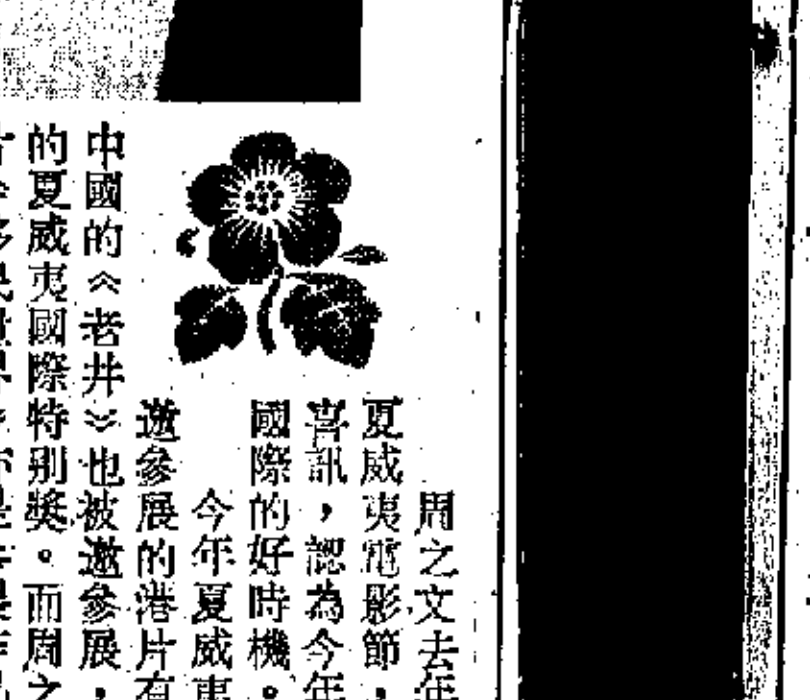 周之文去年
夏威夷電影節，
喜訊，認為今年
國際的好時機。
今年夏威夷
邀參展的港片有
中國的《老井》也被邀參展，
的夏威夷國際特別獎。而周之